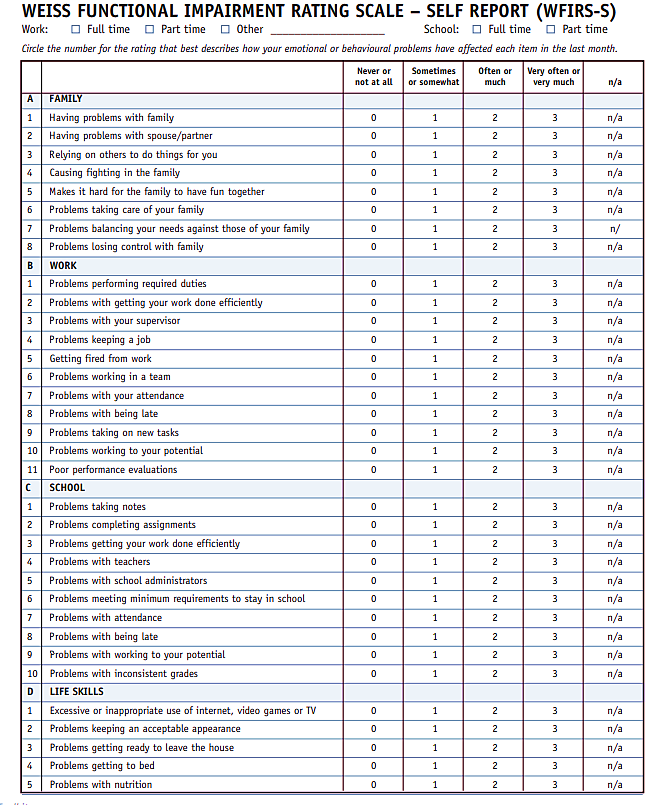 WEISS FUNCTIONAL IMPAIRMENT RATING SCALE – SELF REPORT (WFIRS-S)
Work: ☐ Full time ☐ Part time ☐ Other ____________________ School: ☐ Full time ☐ Part time
Circle the number for the rating that best describes how your emotional or behavioural problems have affected each item in the last month.
Never or not at all Sometimes or somewhat Often or much Very often or very much n/a
A FAMILY
1 Having problems with family 0 1 2 3 n/a
2 Having problems with spouse/partner 0 1 2 3 n/a
3 Relying on others to do things for you 0 1 2 3 n/a
4 Causing fighting in the family 0 1 2 3 n/a
5 Makes it hard for the family to have fun together 0 1 2 3 n/a
6 Problems taking care of your family 0 1 2 3 n/a
7 Problems balancing your needs against those of your family 0 1 2 3 n/
8 Problems losing control with family 0 1 2 3 n/a
B WORK
1 Problems performing required duties 0 1 2 3 n/a
2 Problems with getting your work done efficiently 0 1 2 3 n/a
3 Problems with your supervisor 0 1 2 3 n/a
4 Problems keeping a job 0 1 2 3 n/a
5 Getting fired from work 0 1 2 3 n/a
6 Problems working in a team 0 1 2 3 n/a
7 Problems with your attendance 0 1 2 3 n/a
8 Problems with being late 0 1 2 3 n/a
9 Problems taking on new tasks 0 1 2 3 n/a
10 Problems working to your potential 0 1 2 3 n/a
11 Poor performance evaluations 0 1 2 3 n/a
C SCHOOL
1 Problems taking notes 0 1 2 3 n/a
2 Problems completing assignments 0 1 2 3 n/a
3 Problems getting your work done efficiently 0 1 2 3 n/a
4 Problems with teachers 0 1 2 3 n/a
5 Problems with school administrators 0 1 2 3 n/a
6 Problems meeting minimum requirements to stay in school 0 1 2 3 n/a
7 Problems with attendance 0 1 2 3 n/a
8 Problems with being late 0 1 2 3 n/a
9 Problems with working to your potential 0 1 2 3 n/a
10 Problems with inconsistent grades 0 1 2 3 n/a
D LIFE SKILLS
1 Excessive or inappropriate use of internet, video games or TV 0 1 2 3 n/a
2 Problems keeping an acceptable appearance 0 1 2 3 n/a
3 Problems getting ready to leave the house 0 1 2 3 n/a
4 Problems getting to bed 0 1 2 3 n/a
5 Problems with nutrition 0 1 2 3 n/a